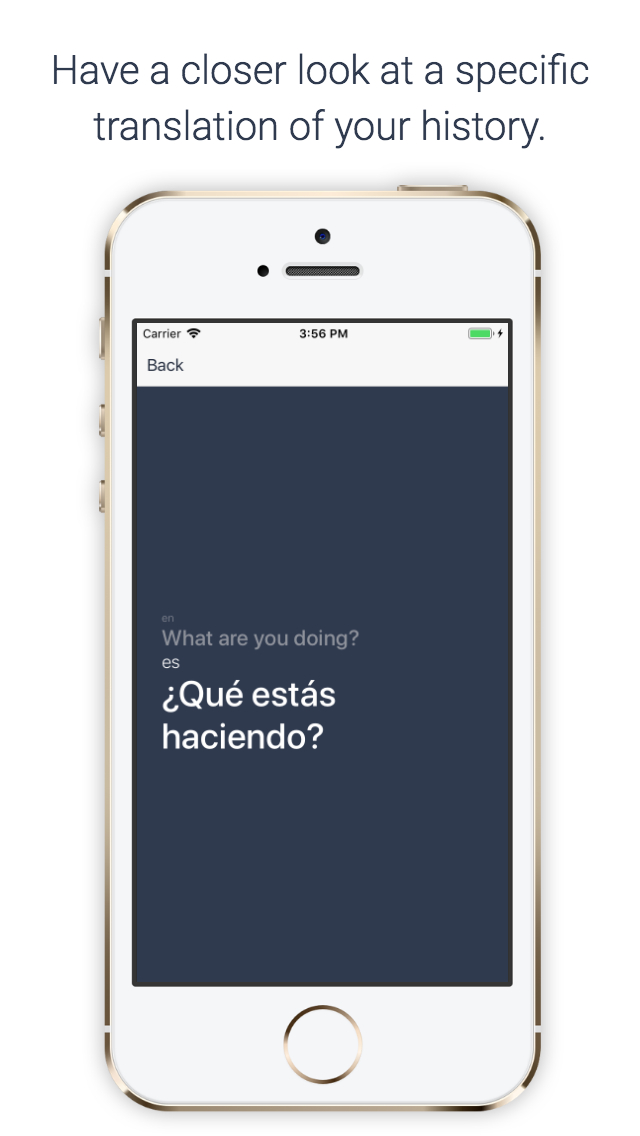 Have a closer look at a specific
translation of your history.
Carrier 3:56 PM
Back
en
What are you doing?
es
¿Qué estás
haciendo?